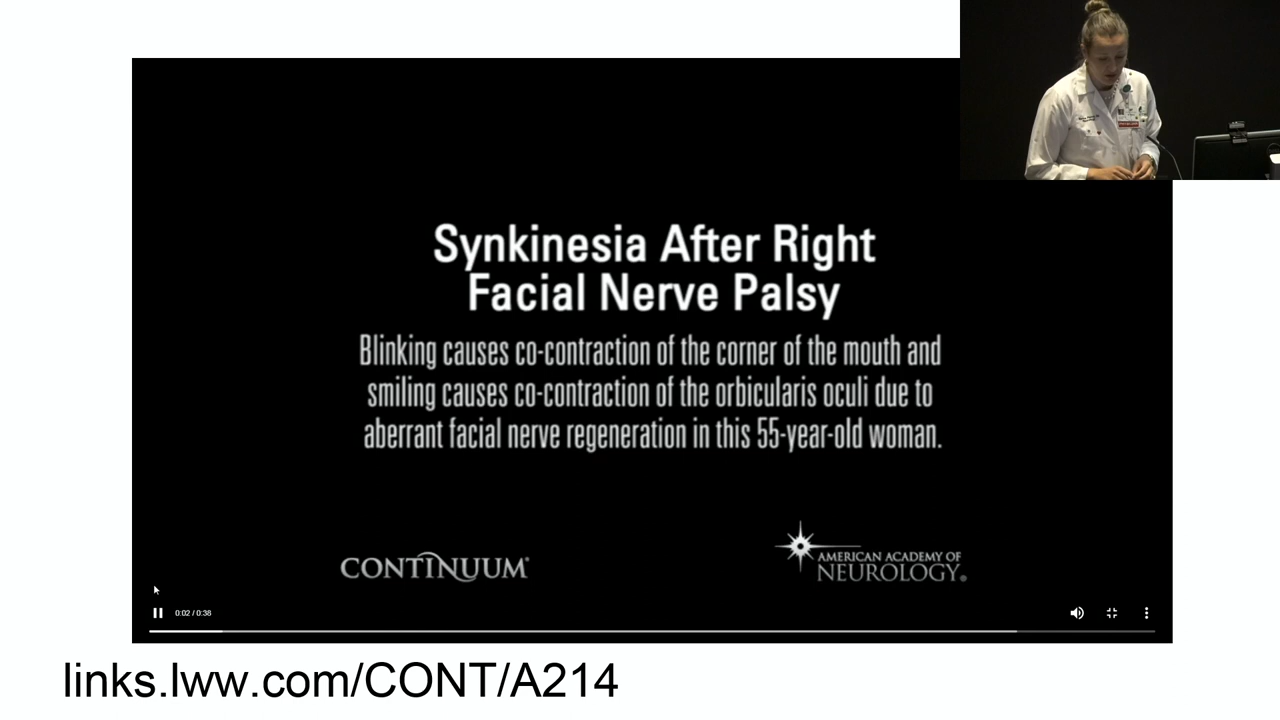 Synkinesia After Right
Facial Nerve Palsy
Blinking causes co-contraction of the corner of the mouth and
smiling causes co-contraction of the orbicularis oculi due to
aberrant facial nerve regeneration in this 55-year-old woman.
CONTINUUM®
AMERICAN ACADEMY OF
NEUROLOGY®
0:02 / 0:38
links.lww.com/CONT/A214